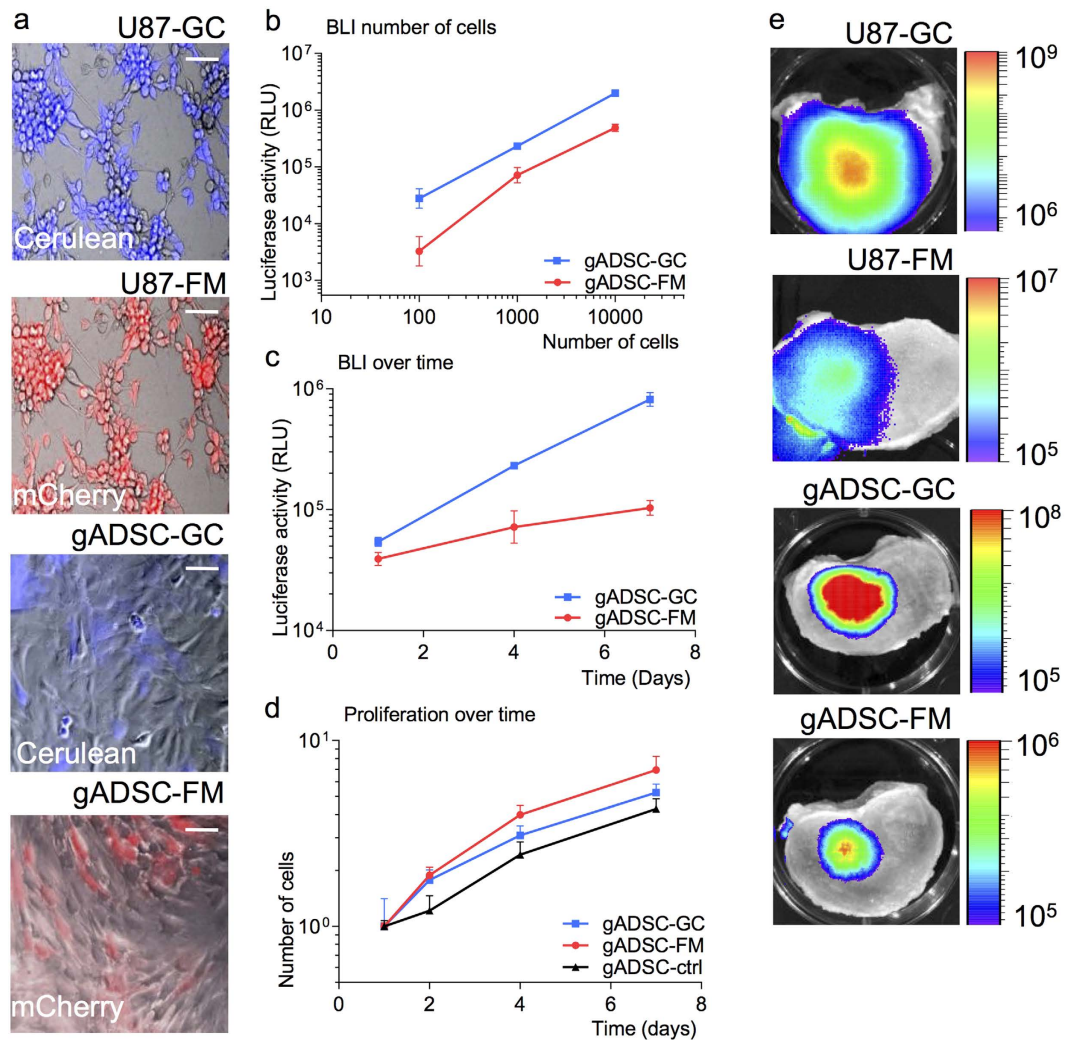 a
U87-GC
Cerulean
U87-FM
mCherry
gADSC-GC
Cerulean
gADSC-FM
mCherry
b
BLI number of cells
Luciferase activity (RLU)
10⁷
10⁶
10⁵
10⁴
10³
10
100
1000
10000
gADSC-GC
gADSC-FM
Number of cells
c
BLI over time
Luciferase activity (RLU)
10⁶
10⁵
10⁴
0
2
4
6
8
gADSC-GC
gADSC-FM
Time (Days)
d
Proliferation over time
Number of cells
10¹
10⁰
0
2
4
6
8
gADSC-GC
gADSC-FM
gADSC-ctrl
Time (days)
e
U87-GC
10⁹
10⁶
U87-FM
10⁷
10⁵
gADSC-GC
10⁸
10⁵
gADSC-FM
10⁶
10⁵